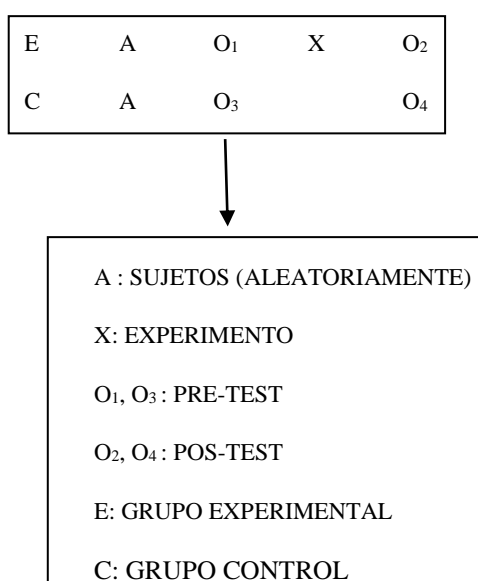 E A O₁ X O₂
C A O₃ O₄
A : SUJETOS (ALEATORIAMENTE)
X: EXPERIMENTO
O₁, O₃ : PRE-TEST
O₂, O₄ : POS-TEST
E: GRUPO EXPERIMENTAL
C: GRUPO CONTROL